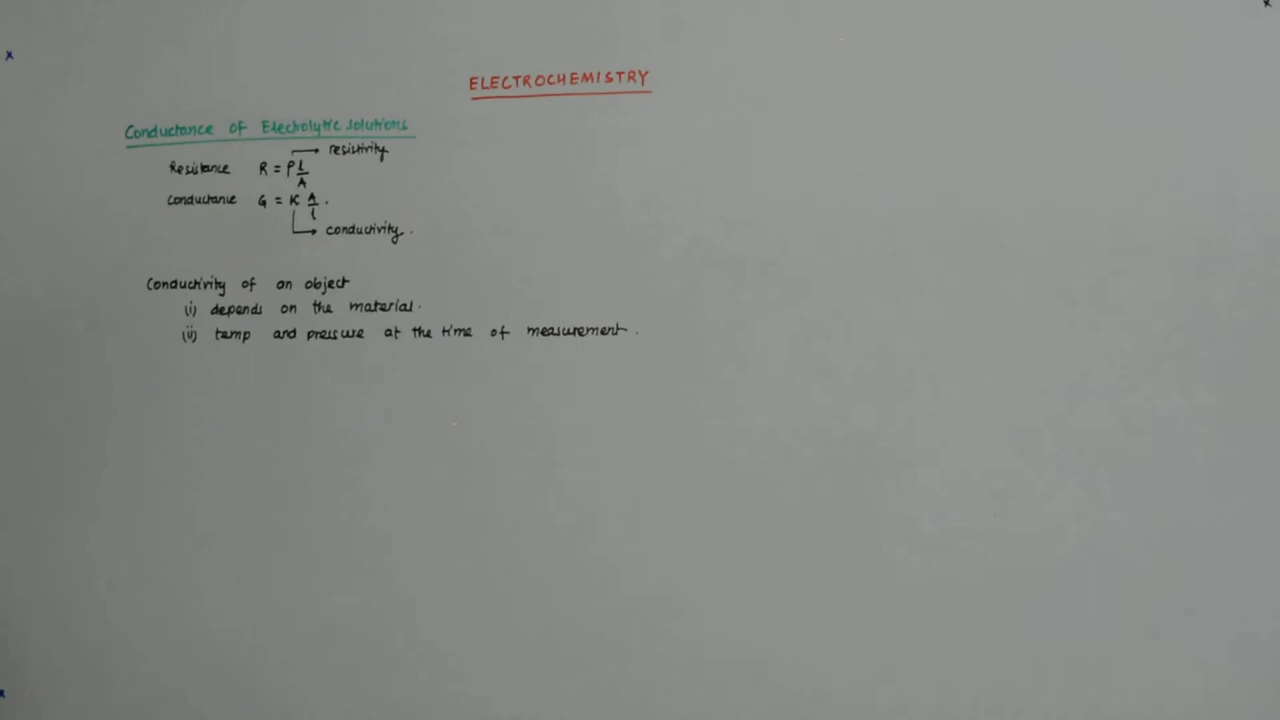 ELECTROCHEMISTRY
Conductance of Electrolytic solutions
→ resistivity
Resistance R = ρ l/A
Conductance G = K A/l .
→ conductivity .
Conductivity of an object
(i) depends on the material .
(ii) temp and pressure at the time of measurement .